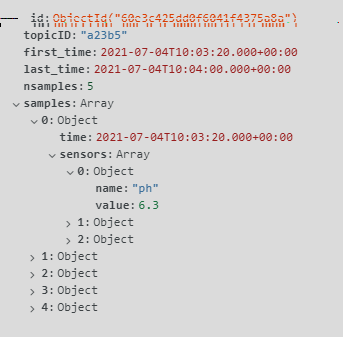 id:ObjectId("
topicID:"a23b5"
first_time:2021-07-04T10:03:20.000+00:00
last_time:2021-07-04T10:04:00.000+00:00
nsamples:5
samples:Array
0:Object
time:2021-07-04T10:03:20.000+00:00
sensors:Array
0:Object
name:"ph"
value:6.3
1:Object
2:Object
1:Object
2:Object
3:Object
4:Object